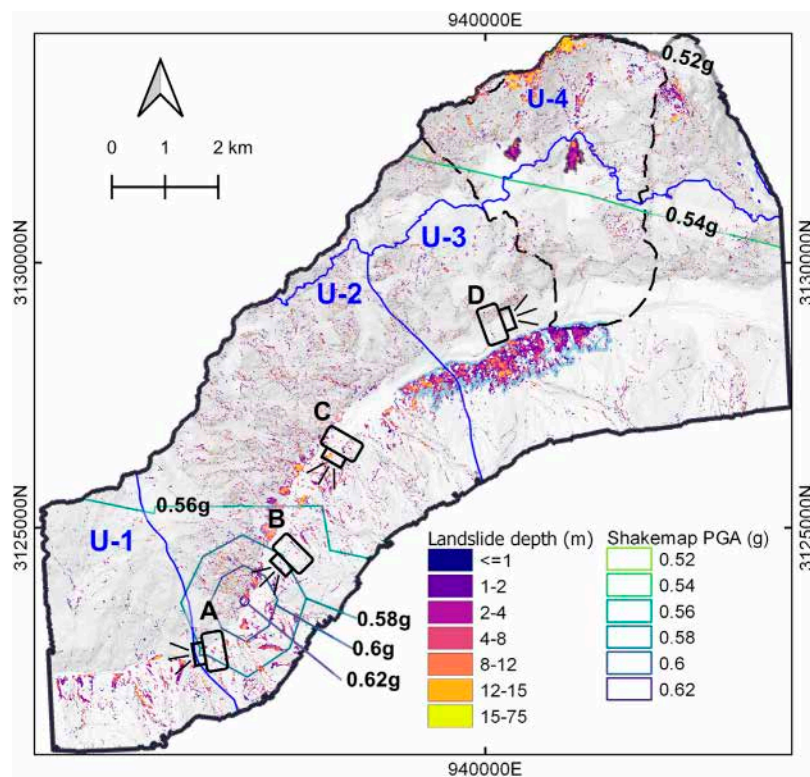 940000E
0.52g
U-4
0 1 2 km
0.54g
U-3
3130000N
3130000N
U-2
D
C
0.56g
B
3125000N
3125000N
U-1
A
0.58g
0.6g
0.62g
Landslide depth (m)
<=1
1-2
2-4
4-8
8-12
12-15
15-75
Shakemap PGA (g)
0.52
0.54
0.56
0.58
0.6
0.62
940000E